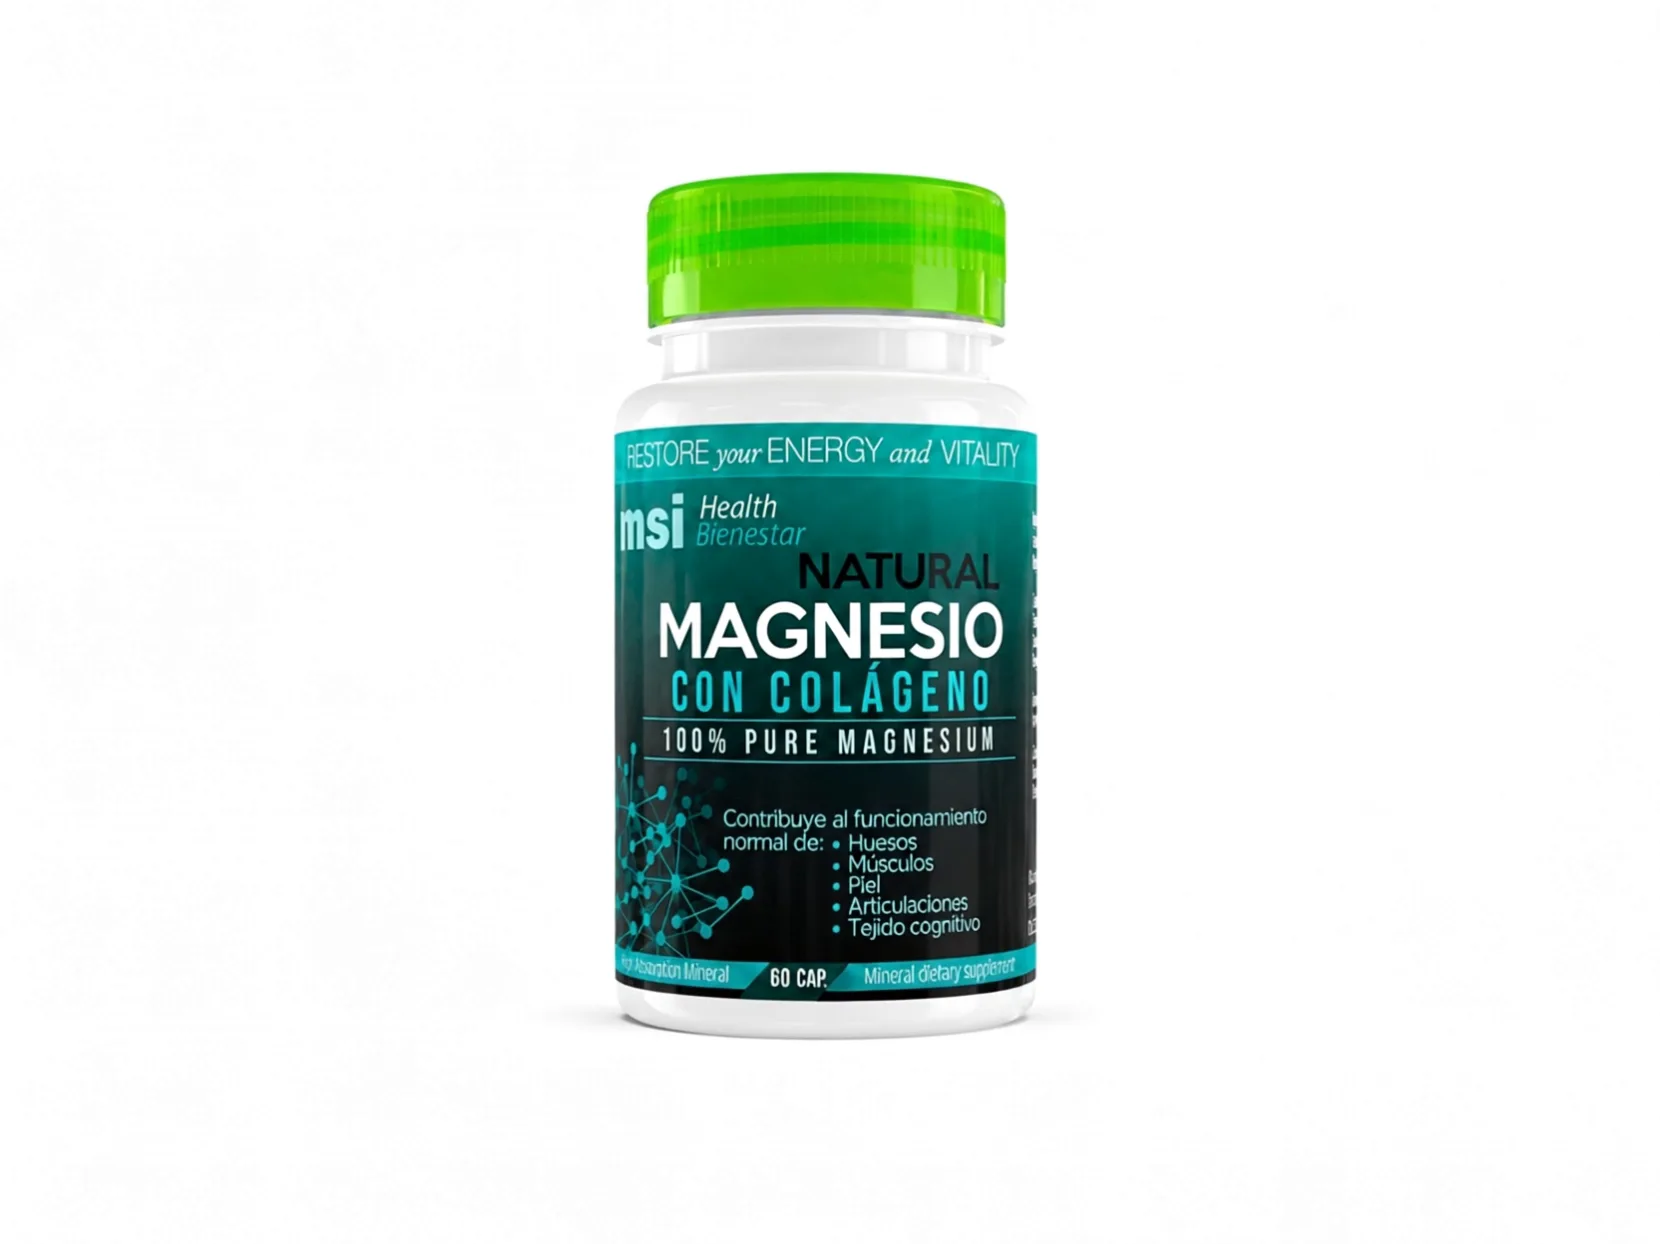 RESTORE your ENERGY and VITALITY
msi Health
Bienestar
NATURAL
MAGNESIO
CON COLÁGENO
100% PURE MAGNESIUM
Contribuye al funcionamiento
normal de:
• Huesos
• Músculos
• Piel
• Articulaciones
• Tejido cognitivo
Absorption Mineral
60 CAP.
Mineral dietary supplement